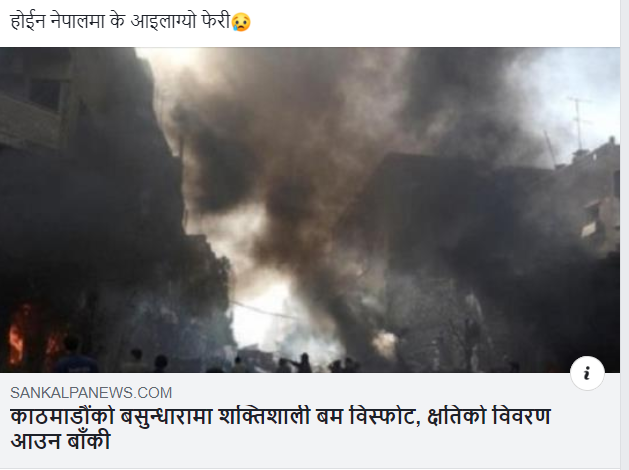 होईन नेपालमा के आइलाग्यो फेरी😥
i
SANKALPANEWS.COM
काठमाडौंको बसुन्धारामा शक्तिशाली बम विस्फोट, क्षतिको विवरण
आउन बाँकी